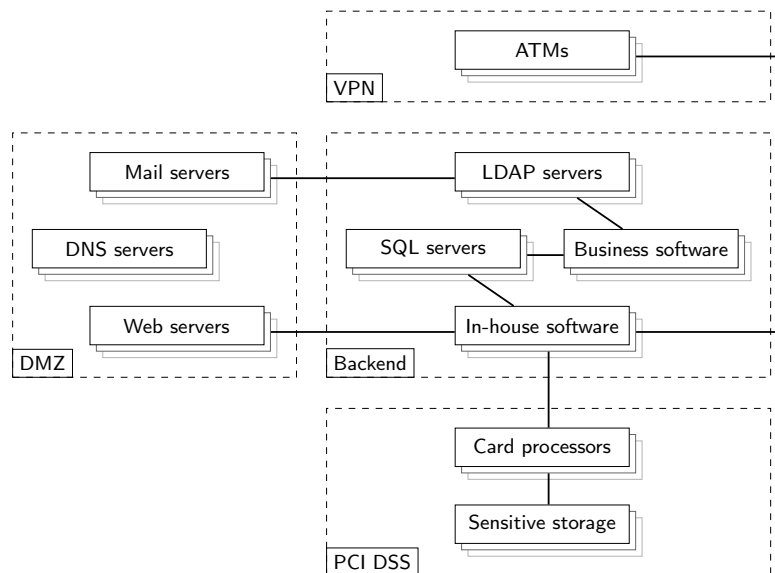 ATMs
VPN
Mail servers
LDAP servers
DNS servers
SQL servers
Business software
Web servers
In-house software
DMZ
Backend
Card processors
Sensitive storage
PCI DSS